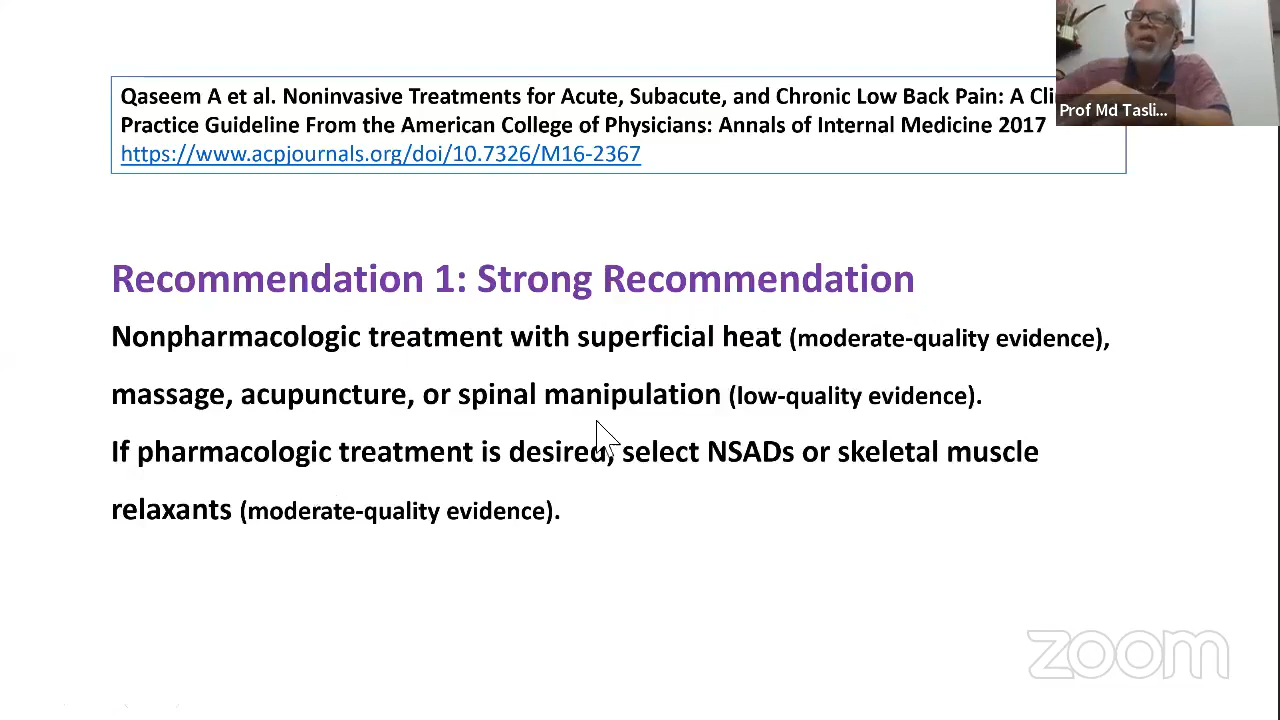 Qaseem A et al. Noninvasive Treatments for Acute, Subacute, and Chronic Low Back Pain: A Cli
Practice Guideline From the American College of Physicians: Annals of Internal Medicine 2017
https://www.acpjournals.org/doi/10.7326/M16-2367
Prof Md Tasli...
Recommendation 1: Strong Recommendation
Nonpharmacologic treatment with superficial heat (moderate-quality evidence),
massage, acupuncture, or spinal manipulation (low-quality evidence).
If pharmacologic treatment is desired, select NSADs or skeletal muscle
relaxants (moderate-quality evidence).
zoom